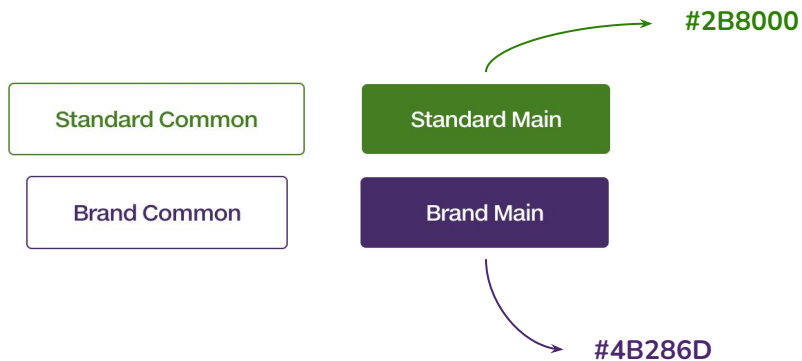 #2B8000
Standard Common
Standard Main
Brand Common
Brand Main
#4B286D